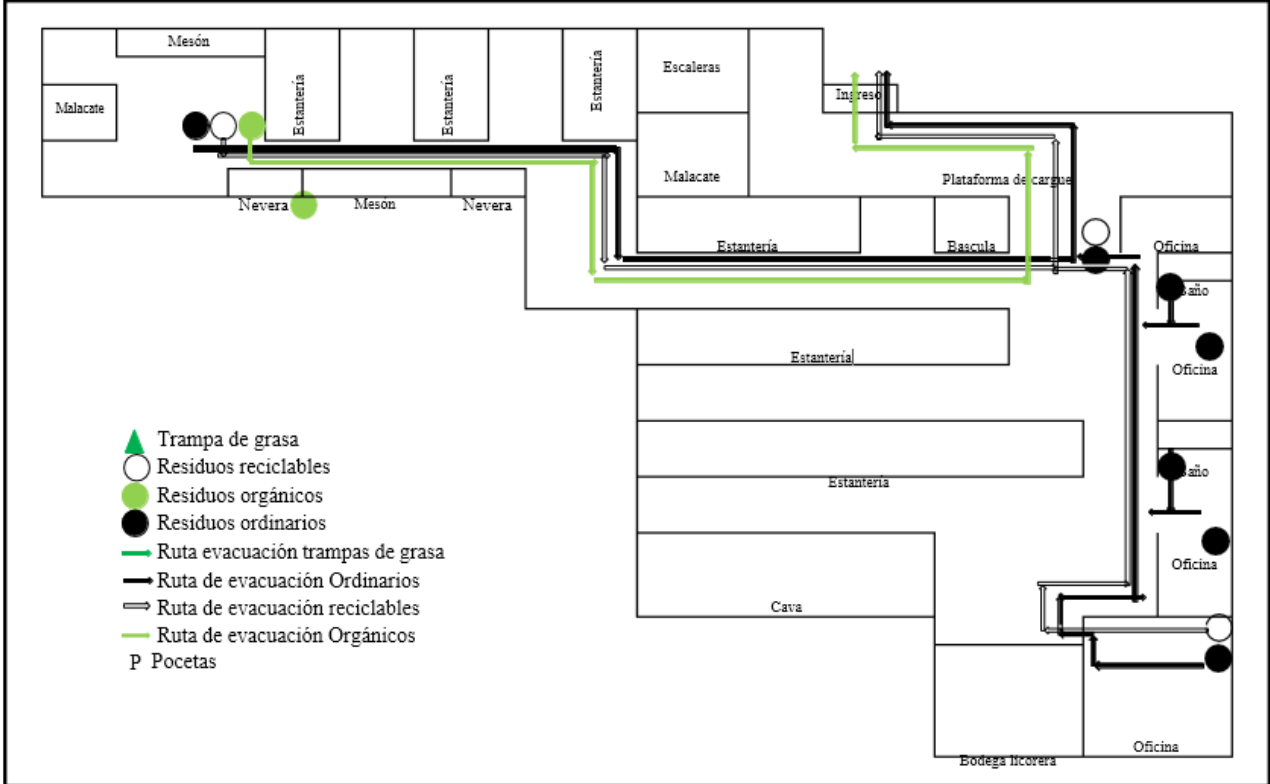 Mesón
Malacate
Estantería
Estantería
Estantería
Escaleras
Ingreso
Malacate
Plataforma de cargue
Nevera
Mesón
Nevera
Estantería
Bascula
Oficina
Baño
Estantería
Oficina
Baño
Estantería
Oficina
Cava
Oficina
Bodega licorera
Trampa de grasa
Residuos reciclables
Residuos orgánicos
Residuos ordinarios
Ruta evacuación trampas de grasa
Ruta de evacuación Ordinarios
Ruta de evacuación reciclables
Ruta de evacuación Orgánicos
P Pocetas